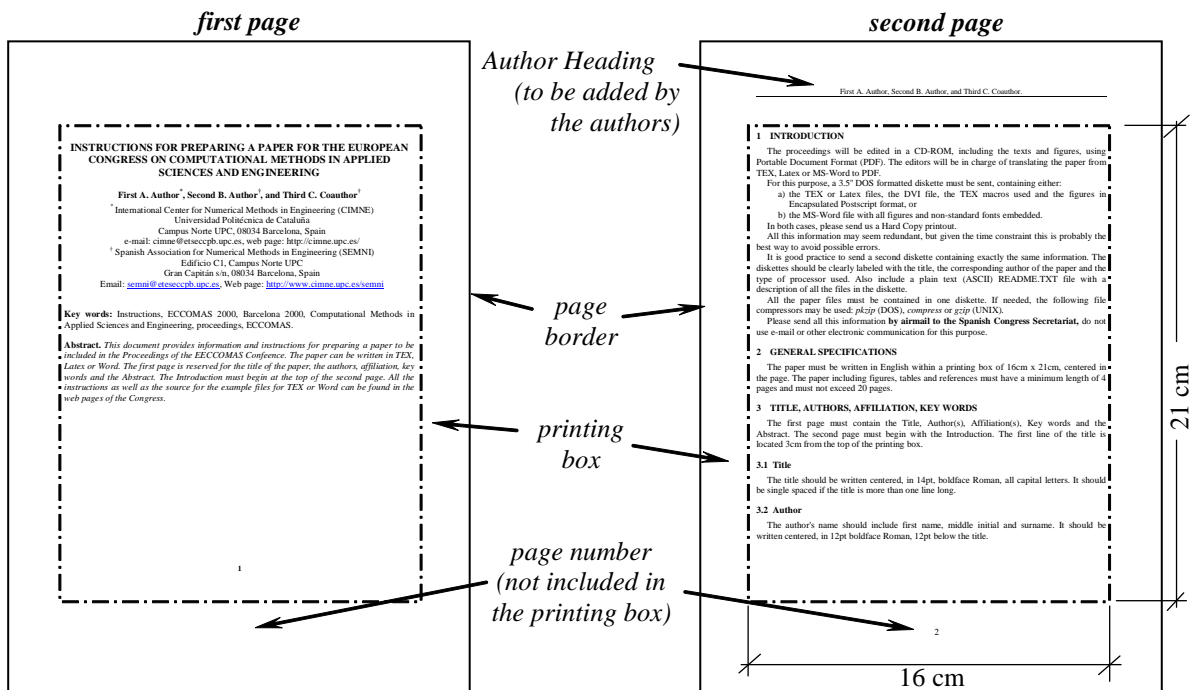 first page
INSTRUCTIONS FOR PREPARING A PAPER FOR THE EUROPEAN
CONGRESS ON COMPUTATIONAL METHODS IN APPLIED
SCIENCES AND ENGINEERING
First A. Author*, Second B. Author†, and Third C. Coauthor†
* International Center for Numerical Methods in Engineering (CIMNE)
Universidad Politécnica de Cataluña
Campus Norte UPC, 08034 Barcelona, Spain
e-mail: cimne@etseccpb.upc.es, web page: http://cimne.upc.es/
† Spanish Association for Numerical Methods in Engineering (SEMNI)
Edificio C1, Campus Norte UPC
Gran Capitán s/n, 08034 Barcelona, Spain
Email: semni@eteseccpb.upc.es, Web page: http://www.cimne.upc.es/semni
Key words: Instructions, ECCOMAS 2000, Barcelona 2000, Computational Methods in
Applied Sciences and Engineering, proceedings, ECCOMAS.
Abstract. This document provides information and instructions for preparing a paper to be
included in the Proceedings of the EECCOMAS Confeence. The paper can be written in TEX,
Latex or Word. The first page is reserved for the title of the paper, the authors, affiliation, key
words and the Abstract. The Introduction must begin at the top of the second page. All the
instructions as well as the source for the example files for TEX or Word can be found in the
web pages of the Congress.
1
Author Heading
(to be added by
the authors)
page
border
printing
box
page number
(not included in
the printing box)
second page
First A. Author, Second B. Author, and Third C. Coauthor.
1 INTRODUCTION
The proceedings will be edited in a CD-ROM, including the texts and figures, using
Portable Document Format (PDF). The editors will be in charge of translating the paper from
TEX, Latex or MS-Word to PDF.
For this purpose, a 3.5" DOS formatted diskette must be sent, containing either:
a) the TEX or Latex files, the DVI file, the TEX macros used and the figures in
Encapsulated Postscript format, or
b) the MS-Word file with all figures and non-standard fonts embedded.
In both cases, please send us a Hard Copy printout.
All this information may seem redundant, but given the time constraint this is probably the
best way to avoid possible errors.
It is good practice to send a second diskette containing exactly the same information. The
diskettes should be clearly labeled with the title, the corresponding author of the paper and the
type of processor used. Also include a plain text (ASCII) README.TXT file with a
description of all the files in the diskette.
All the paper files must be contained in one diskette. If needed, the following file
compressors may be used: pkzip (DOS), compress or gzip (UNIX).
Please send all this information by airmail to the Spanish Congress Secretariat, do not
use e-mail or other electronic communication for this purpose.
2 GENERAL SPECIFICATIONS
The paper must be written in English within a printing box of 16cm x 21cm, centered in
the page. The paper including figures, tables and references must have a minimum length of 4
pages and must not exceed 20 pages.
3 TITLE, AUTHORS, AFFILIATION, KEY WORDS
The first page must contain the Title, Author(s), Affiliation(s), Key words and the
Abstract. The second page must begin with the Introduction. The first line of the title is
located 3cm from the top of the printing box.
3.1 Title
The title should be written centered, in 14pt, boldface Roman, all capital letters. It should
be single spaced if the title is more than one line long.
3.2 Author
The author's name should include first name, middle initial and surname. It should be
written centered, in 12pt boldface Roman, 12pt below the title.
2
21 cm
16 cm